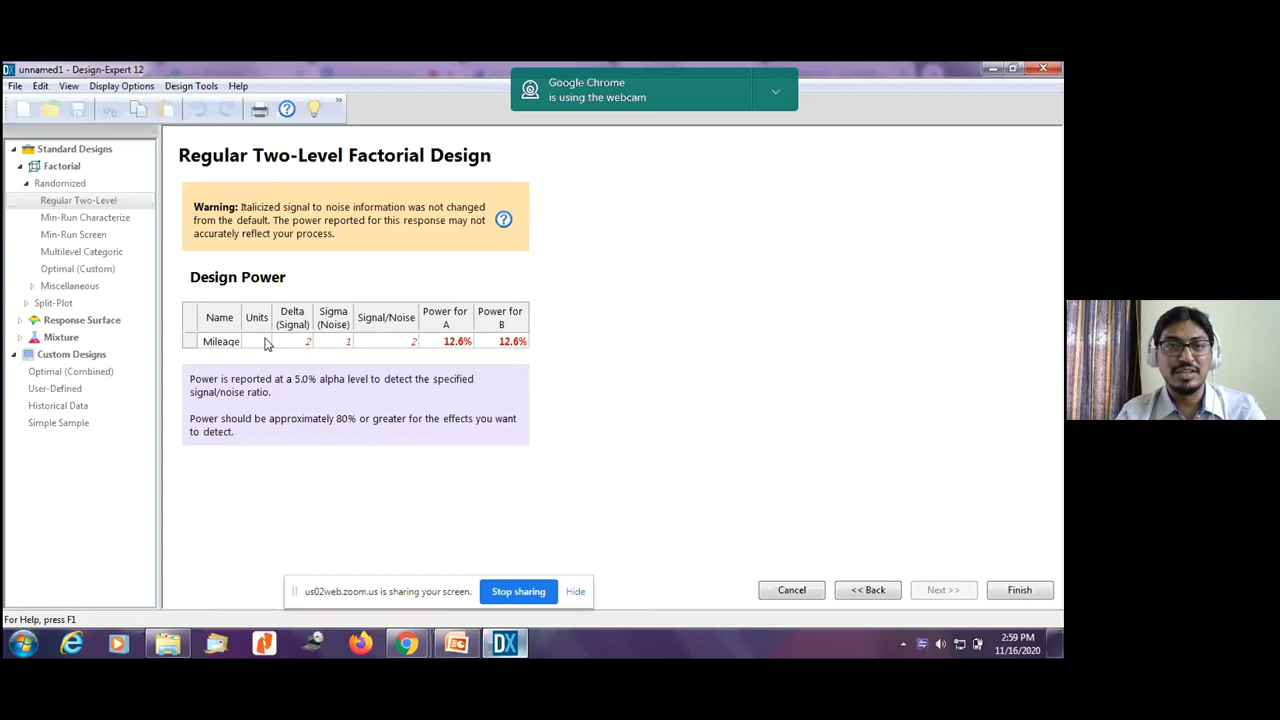 unnamed1 - Design-Expert 12
Google Chrome
is using the webcam
File Edit View Display Options Design Tools Help
Standard Designs
Factorial
Randomized
Regular Two-Level
Min-Run Characterize
Min-Run Screen
Multilevel Categoric
Optimal (Custom)
Miscellaneous
Split-Plot
Response Surface
Mixture
Custom Designs
Optimal (Combined)
User-Defined
Historical Data
Simple Sample
Regular Two-Level Factorial Design
Warning: Italicized signal to noise information was not changed
from the default. The power reported for this response may not
accurately reflect your process.
Design Power
Name Units Delta (Signal) Sigma (Noise) Signal/Noise Power for A Power for B
Mileage 2 1 2 12.6% 12.6%
Power is reported at a 5.0% alpha level to detect the specified
signal/noise ratio.
Power should be approximately 80% or greater for the effects you want
to detect.
us02web.zoom.us is sharing your screen. Stop sharing Hide
Cancel << Back Next >> Finish
For Help, press F1
2:59 PM
11/16/2020